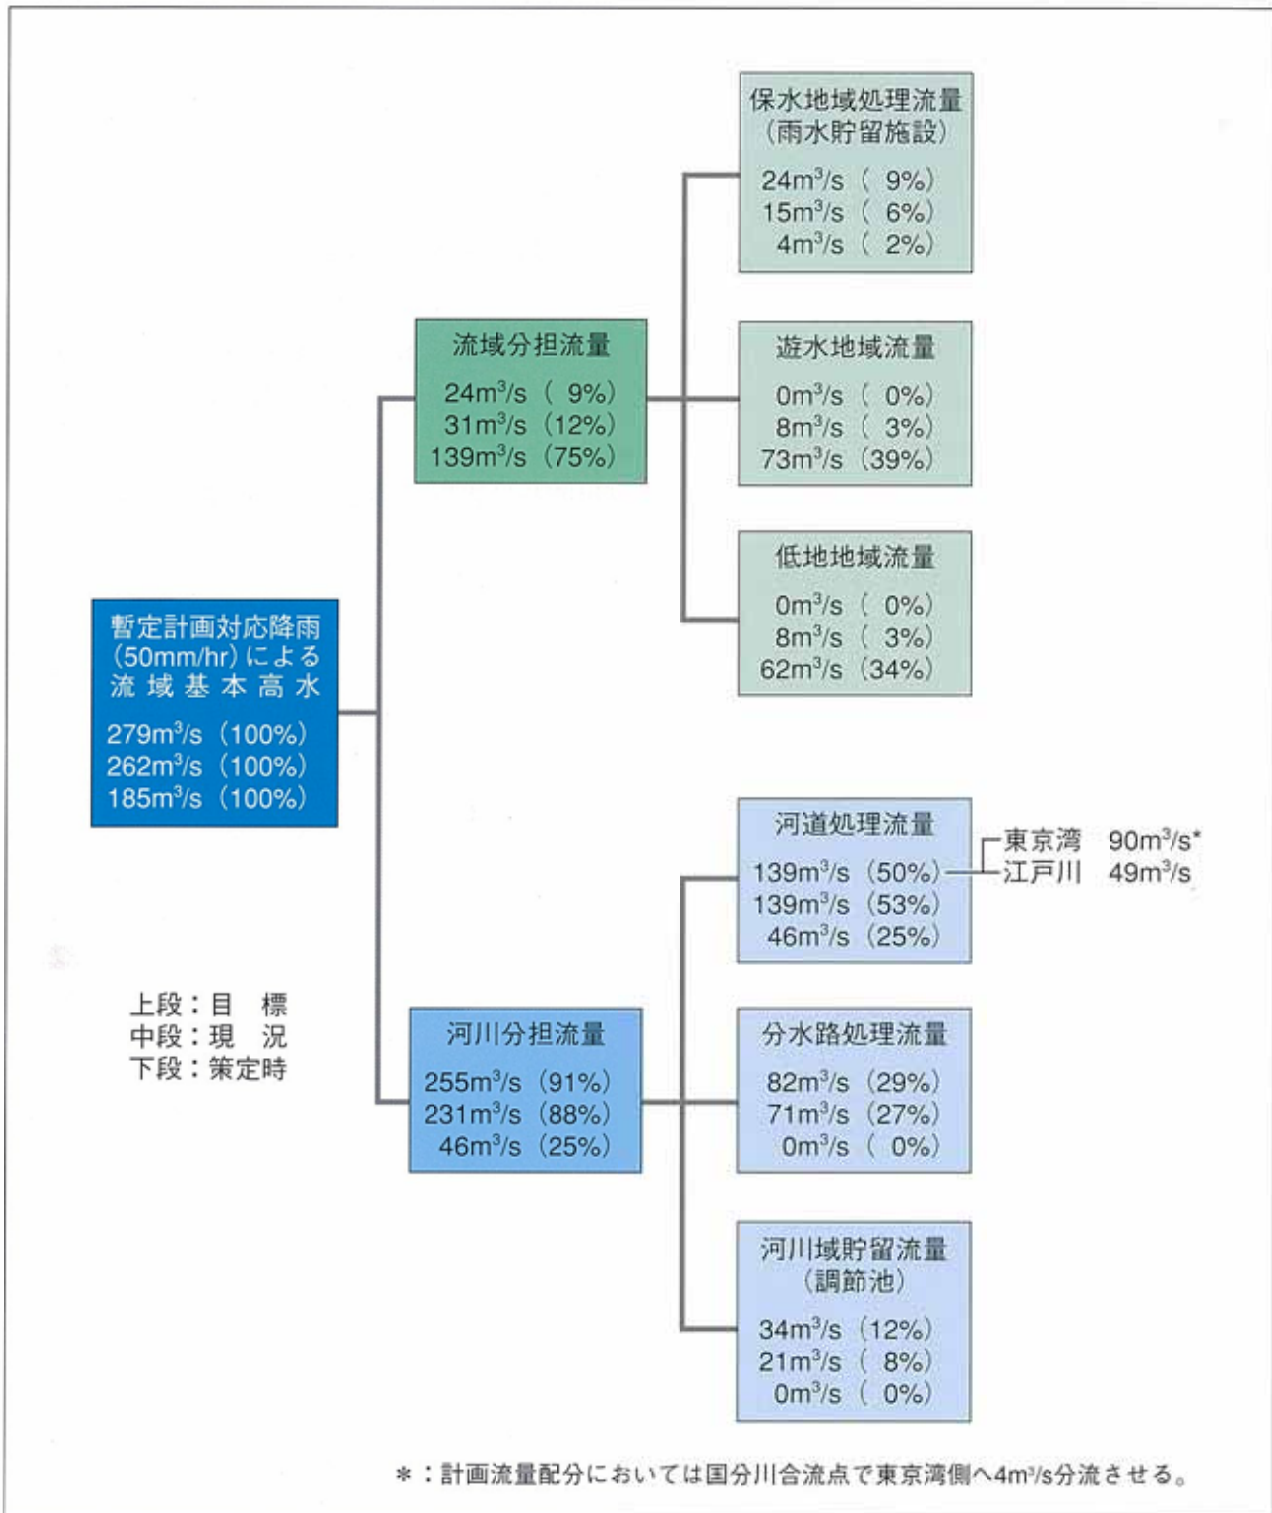 保水地域処理流量
（雨水貯留施設）
24m³/s （ 9%）
15m³/s （ 6%）
4m³/s （ 2%）
流域分担流量
24m³/s （ 9%）
31m³/s （12%）
139m³/s （75%）
遊水地域流量
0m³/s （ 0%）
8m³/s （ 3%）
73m³/s （39%）
低地地域流量
0m³/s （ 0%）
8m³/s （ 3%）
62m³/s （34%）
暫定計画対応降雨
（50mm/hr）による
流域基本高水
279m³/s （100%）
262m³/s （100%）
185m³/s （100%）
河道処理流量
139m³/s （50%）
139m³/s （53%）
46m³/s （25%）
東京湾 90m³/s*
江戸川 49m³/s
上段：目 標
中段：現 況
下段：策定時
河川分担流量
255m³/s （91%）
231m³/s （88%）
46m³/s （25%）
分水路処理流量
82m³/s （29%）
71m³/s （27%）
0m³/s （ 0%）
河川域貯留流量
（調節池）
34m³/s （12%）
21m³/s （ 8%）
0m³/s （ 0%）
＊：計画流量配分においては国分川合流点で東京湾側へ4m³/s分流させる。